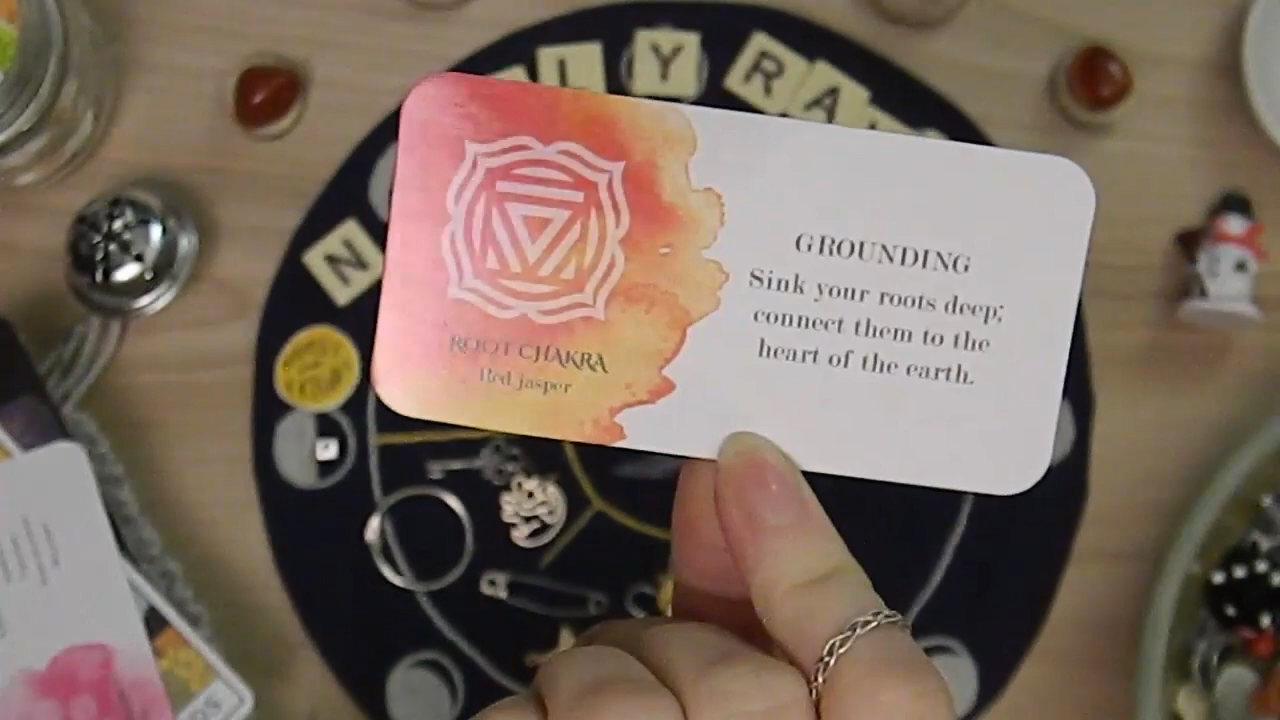 L Y R A
N
ROOT CHAKRA
Red jasper
GROUNDING
Sink your roots deep;
connect them to the
heart of the earth.